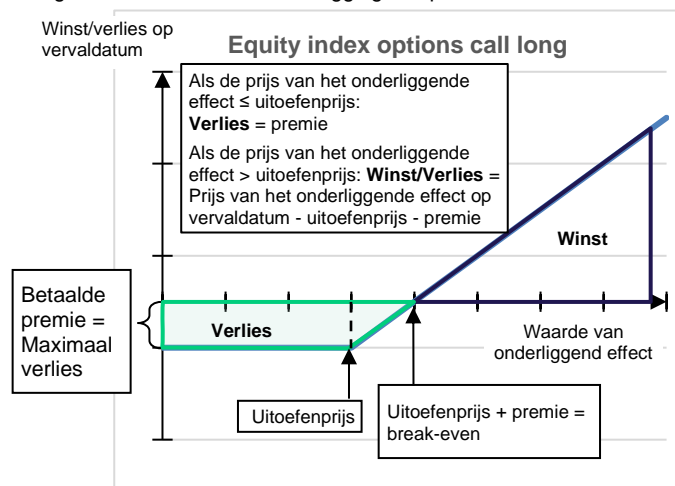 Winst/verlies op
vervaldatum
Equity index options call long
Als de prijs van het onderliggende
effect ≤ uitoefenprijs:
Verlies = premie
Als de prijs van het onderliggende
effect > uitoefenprijs: Winst/Verlies =
Prijs van het onderliggende effect op
vervaldatum - uitoefenprijs - premie
Winst
Betaalde
premie =
Maximaal
verlies
Verlies
Waarde van
onderliggend effect
Uitoefenprijs
Uitoefenprijs + premie =
break-even